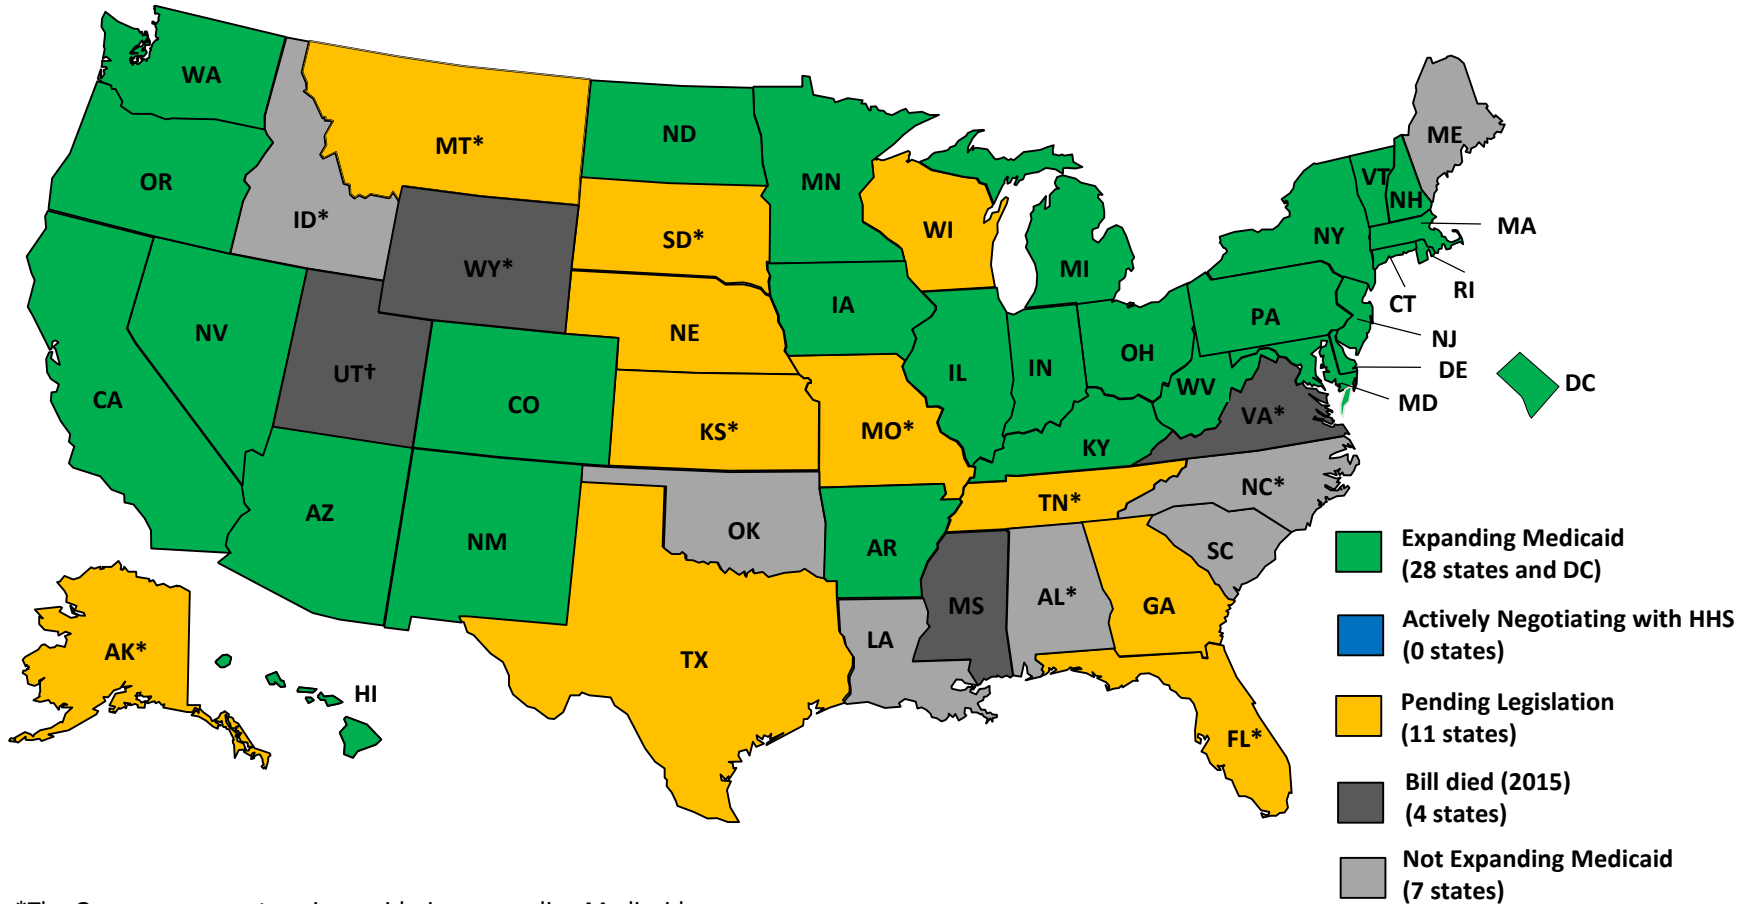 WA
MT*
ND
MN
ME
OR
ID*
SD*
WI
VT
NH
MA
NY
WY*
MI
RI
CT
IA
NE
PA
NJ
NV
UT†
CO
IL
IN
OH
DE
DC
WV
MD
CA
KS*
MO*
KY
VA*
NC*
TN*
AZ
NM
OK
AR
SC
MS
AL*
GA
LA
TX
AK*
HI
FL*
Expanding Medicaid
(28 states and DC)
Actively Negotiating with HHS
(0 states)
Pending Legislation
(11 states)
Bill died (2015)
(4 states)
Not Expanding Medicaid
(7 states)